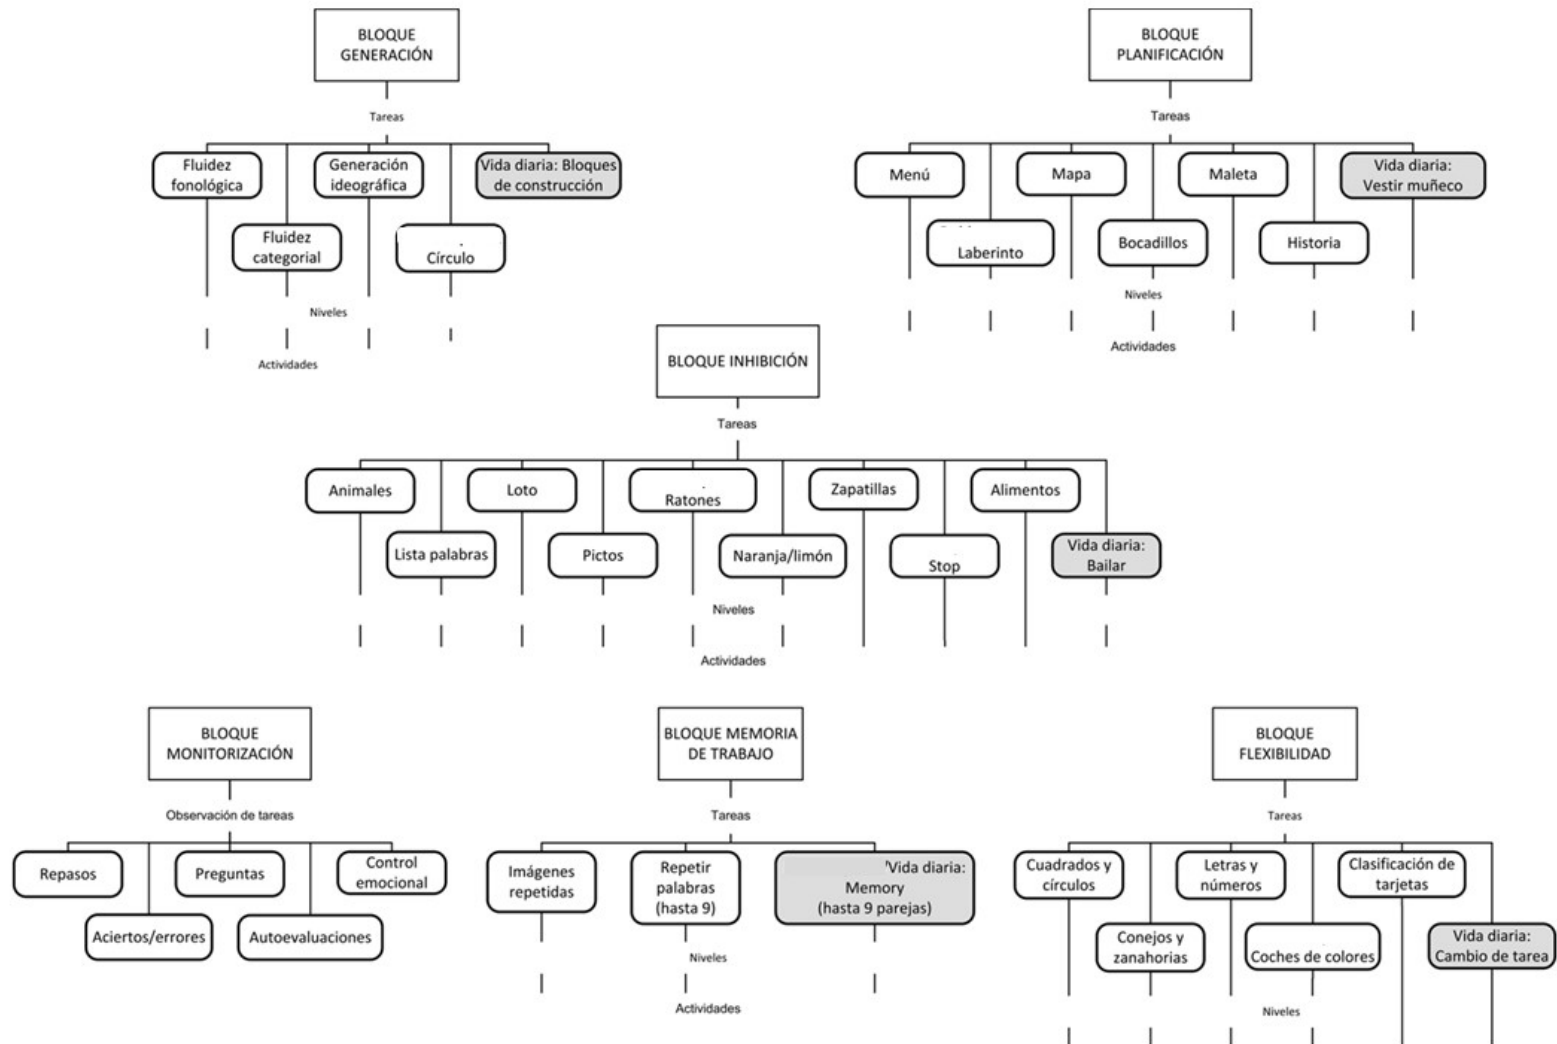 BLOQUE
GENERACIÓN
Tareas
Fluidez
fonológica
Generación
ideográfica
Vida diaria: Bloques
de construcción
Fluidez
categorial
Círculo
Niveles
Actividades
BLOQUE
PLANIFICACIÓN
Tareas
Menú
Mapa
Maleta
Vida diaria:
Vestir muñeco
Laberinto
Bocadillos
Historia
Niveles
Actividades
BLOQUE INHIBICIÓN
Tareas
Animales
Loto
Ratones
Zapatillas
Alimentos
Lista palabras
Pictos
Naranja/limón
Stop
Vida diaria:
Bailar
Niveles
Actividades
BLOQUE
MONITORIZACIÓN
Observación de tareas
Repasos
Preguntas
Control
emocional
Aciertos/errores
Autoevaluaciones
BLOQUE MEMORIA
DE TRABAJO
Tareas
Imágenes
repetidas
Repetir
palabras
(hasta 9)
'Vida diaria:
Memory
(hasta 9 parejas)
Niveles
Actividades
BLOQUE
FLEXIBILIDAD
Tareas
Cuadrados y
círculos
Letras y
números
Clasificación de
tarjetas
Conejos y
zanahorias
Coches de colores
Vida diaria:
Cambio de tarea
Niveles